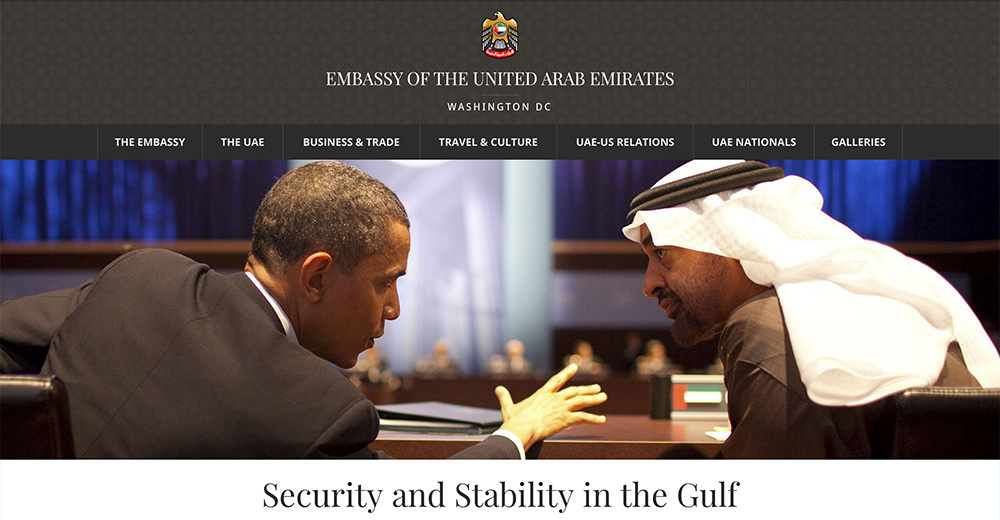 EMBASSY OF THE UNITED ARAB EMIRATES
WASHINGTON DC
THE EMBASSY THE UAE BUSINESS & TRADE TRAVEL & CULTURE UAE-US RELATIONS UAE NATIONALS GALLERIES
Security and Stability in the Gulf